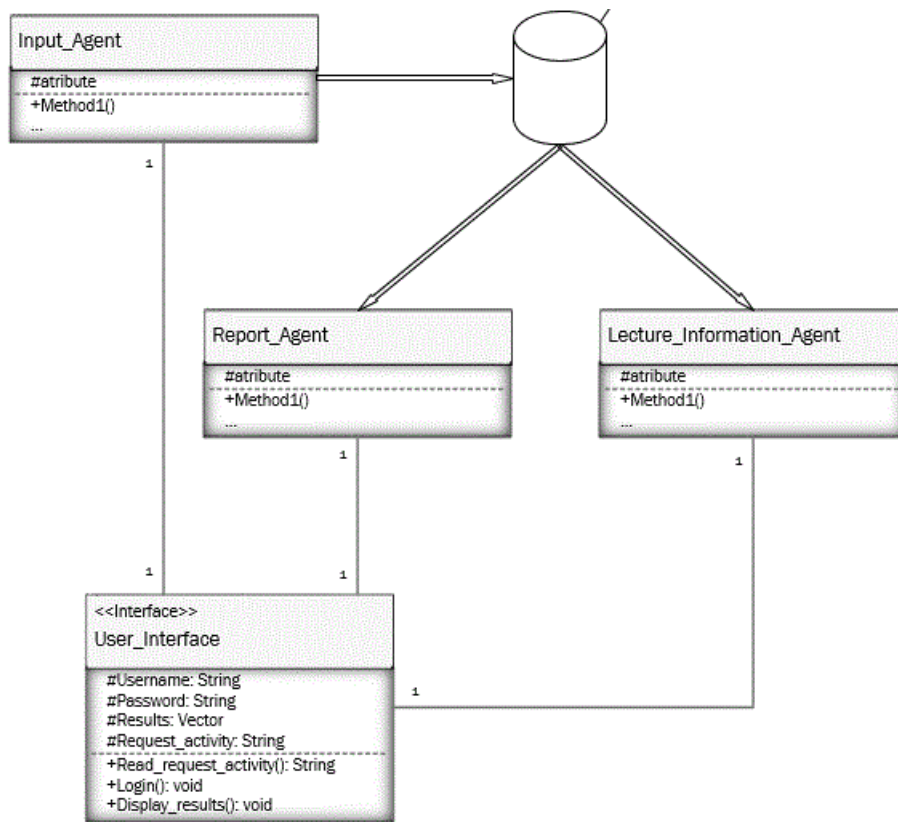 Input_Agent
#atribute
+Method1()
...
1
Report_Agent
#atribute
+Method1()
...
Lecture_Information_Agent
#atribute
+Method1()
...
1
1
1
1
1
<<Interface>>
User_Interface
#Username: String
#Password: String
#Results: Vector
#Request_activity: String
+Read_request_activity(): String
+Login(): void
+Display_results(): void